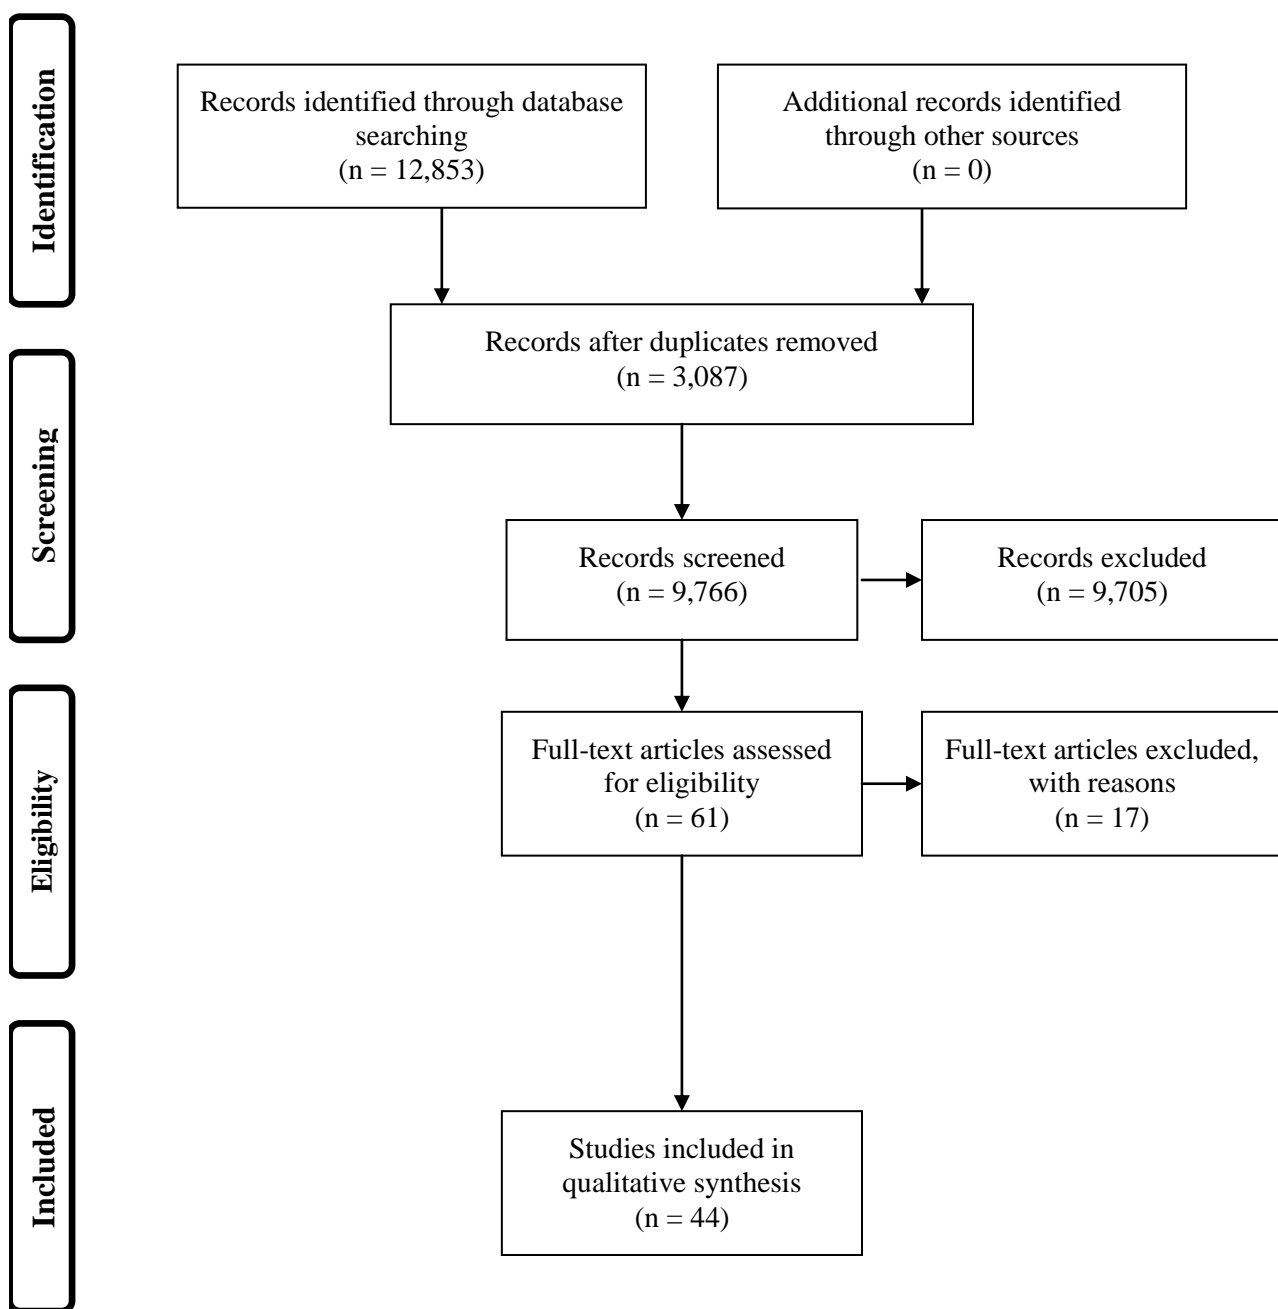 Identification
Records identified through database
searching
(n = 12,853)
Additional records identified
through other sources
(n = 0)
Records after duplicates removed
(n = 3,087)
Screening
Records screened
(n = 9,766)
Records excluded
(n = 9,705)
Eligibility
Full-text articles assessed
for eligibility
(n = 61)
Full-text articles excluded,
with reasons
(n = 17)
Included
Studies included in
qualitative synthesis
(n = 44)